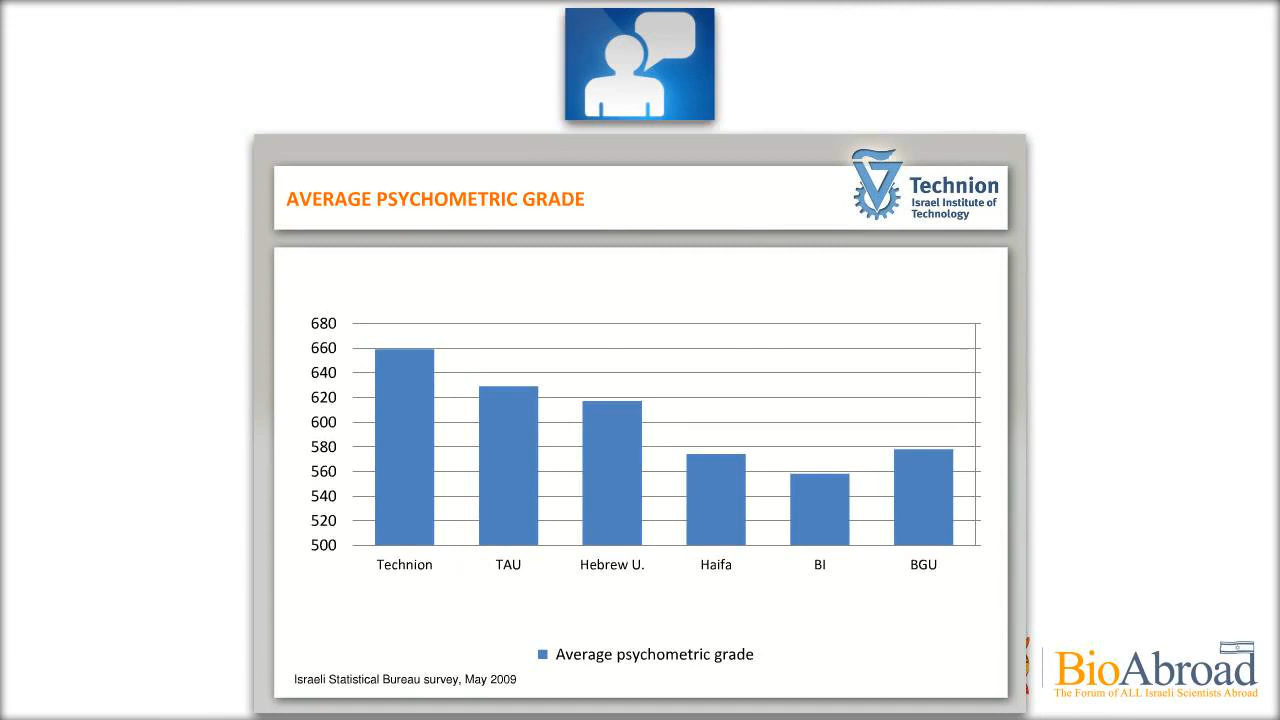 AVERAGE PSYCHOMETRIC GRADE
Technion
Israel Institute of
Technology
680
660
640
620
600
580
560
540
520
500
Technion TAU Hebrew U. Haifa BI BGU
Average psychometric grade
Israeli Statistical Bureau survey, May 2009
BioAbroad
The Forum of ALL Israeli Scientists Abroad